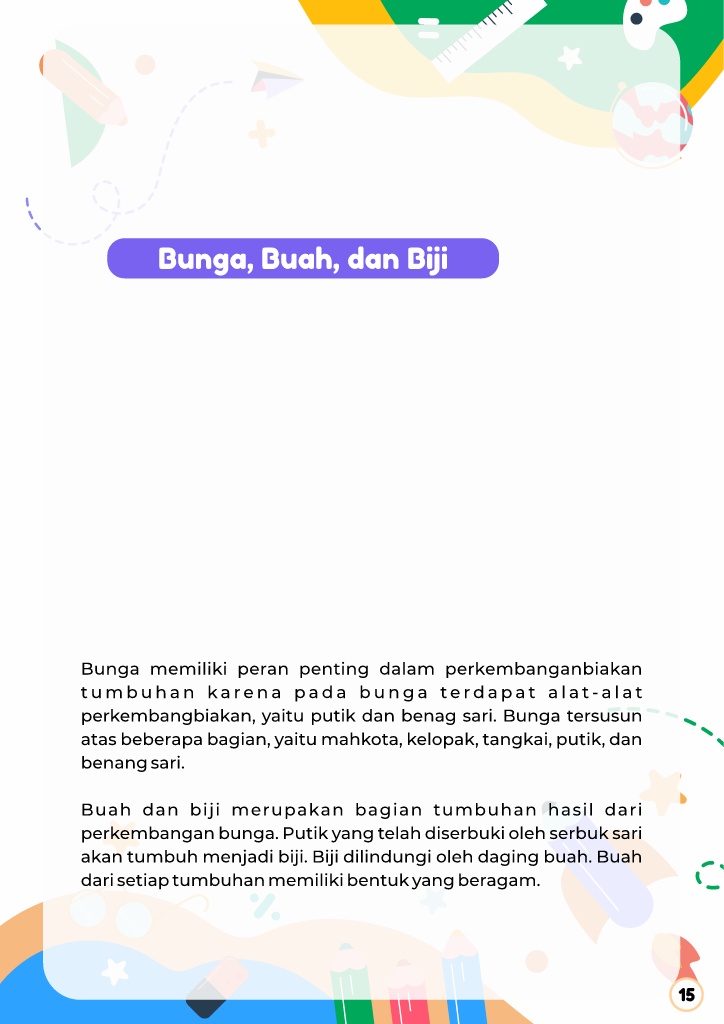 Bunga, Buah, dan Biji
Bunga memiliki peran penting dalam perkembanganbiakan
tumbuhan karena pada bunga terdapat alat-alat
perkembangbiakan, yaitu putik dan benag sari. Bunga tersusun
atas beberapa bagian, yaitu mahkota, kelopak, tangkai, putik, dan
benang sari.
Buah dan biji merupakan bagian tumbuhan hasil dari
perkembangan bunga. Putik yang telah diserbuki oleh serbuk sari
akan tumbuh menjadi biji. Biji dilindungi oleh daging buah. Buah
dari setiap tumbuhan memiliki bentuk yang beragam.
15